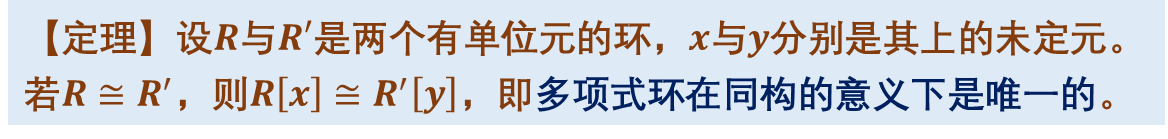 【定理】设R与R′是两个有单位元的环，x与y分别是其上的未定元。
若R ≅ R′，则R[x] ≅ R′[y]，即多项式环在同构的意义下是唯一的。